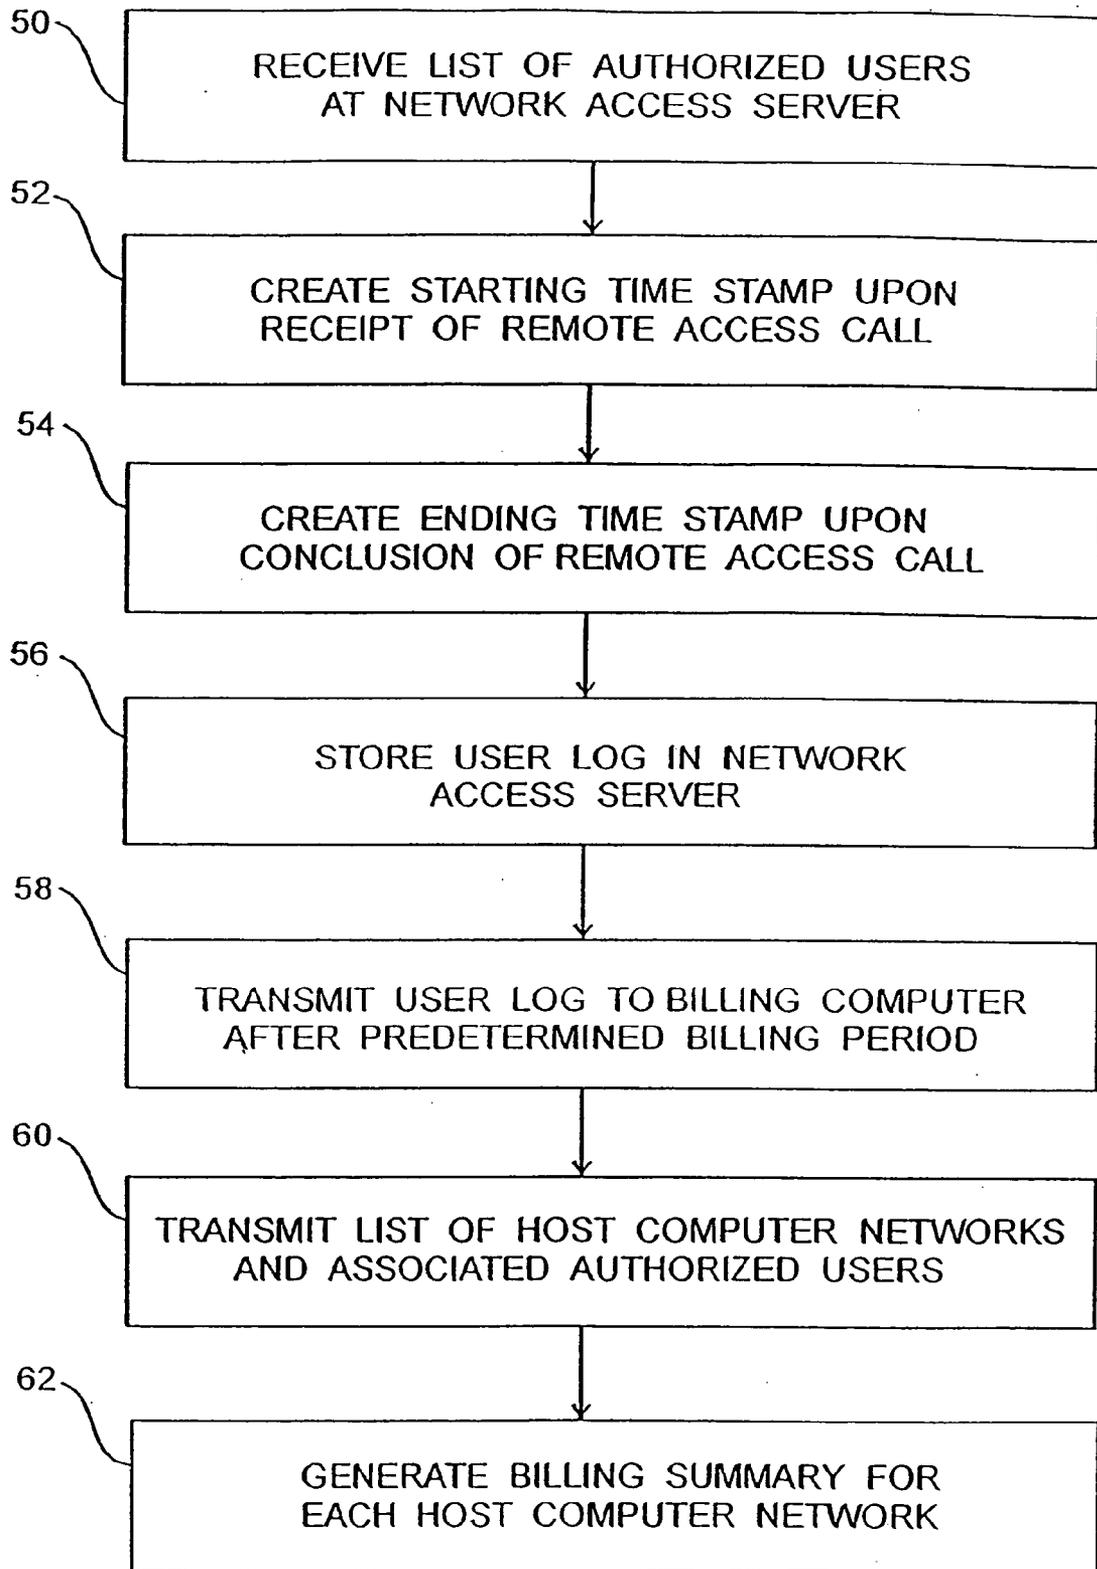 50
RECEIVE LIST OF AUTHORIZED USERS
AT NETWORK ACCESS SERVER
52
CREATE STARTING TIME STAMP UPON
RECEIPT OF REMOTE ACCESS CALL
54
CREATE ENDING TIME STAMP UPON
CONCLUSION OF REMOTE ACCESS CALL
56
STORE USER LOG IN NETWORK
ACCESS SERVER
58
TRANSMIT USER LOG TO BILLING COMPUTER
AFTER PREDETERMINED BILLING PERIOD
60
TRANSMIT LIST OF HOST COMPUTER NETWORKS
AND ASSOCIATED AUTHORIZED USERS
62
GENERATE BILLING SUMMARY FOR
EACH HOST COMPUTER NETWORK